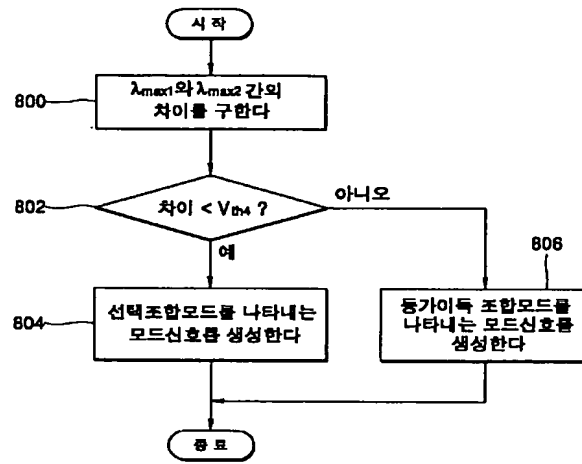 시 작
800
λmax1와 λmax2 간의
차이를 구한다
802
차이 < Vth4 ?
아니오
예
806
804
선택조합모드를 나타내는
모드신호를 생성한다
등가이득 조합모드를
나타내는 모드신호를
생성한다
종 료